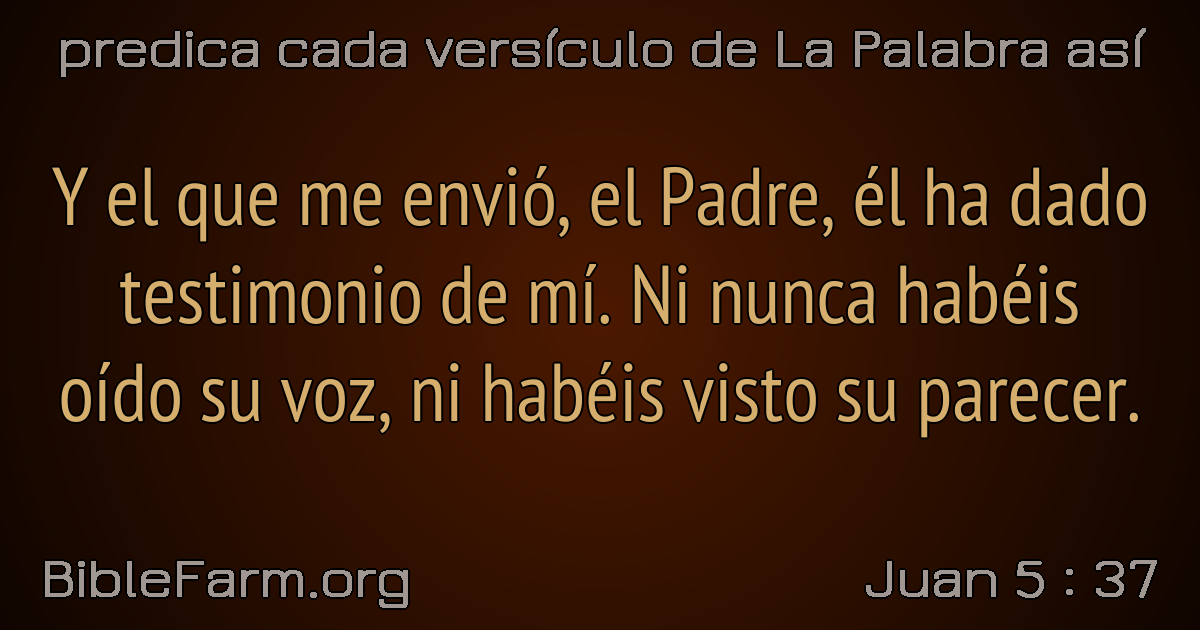 predica cada versículo de La Palabra así
Y el que me envió, el Padre, él ha dado
testimonio de mí. Ni nunca habéis
oído su voz, ni habéis visto su parecer.
BibleFarm.org
Juan 5 : 37